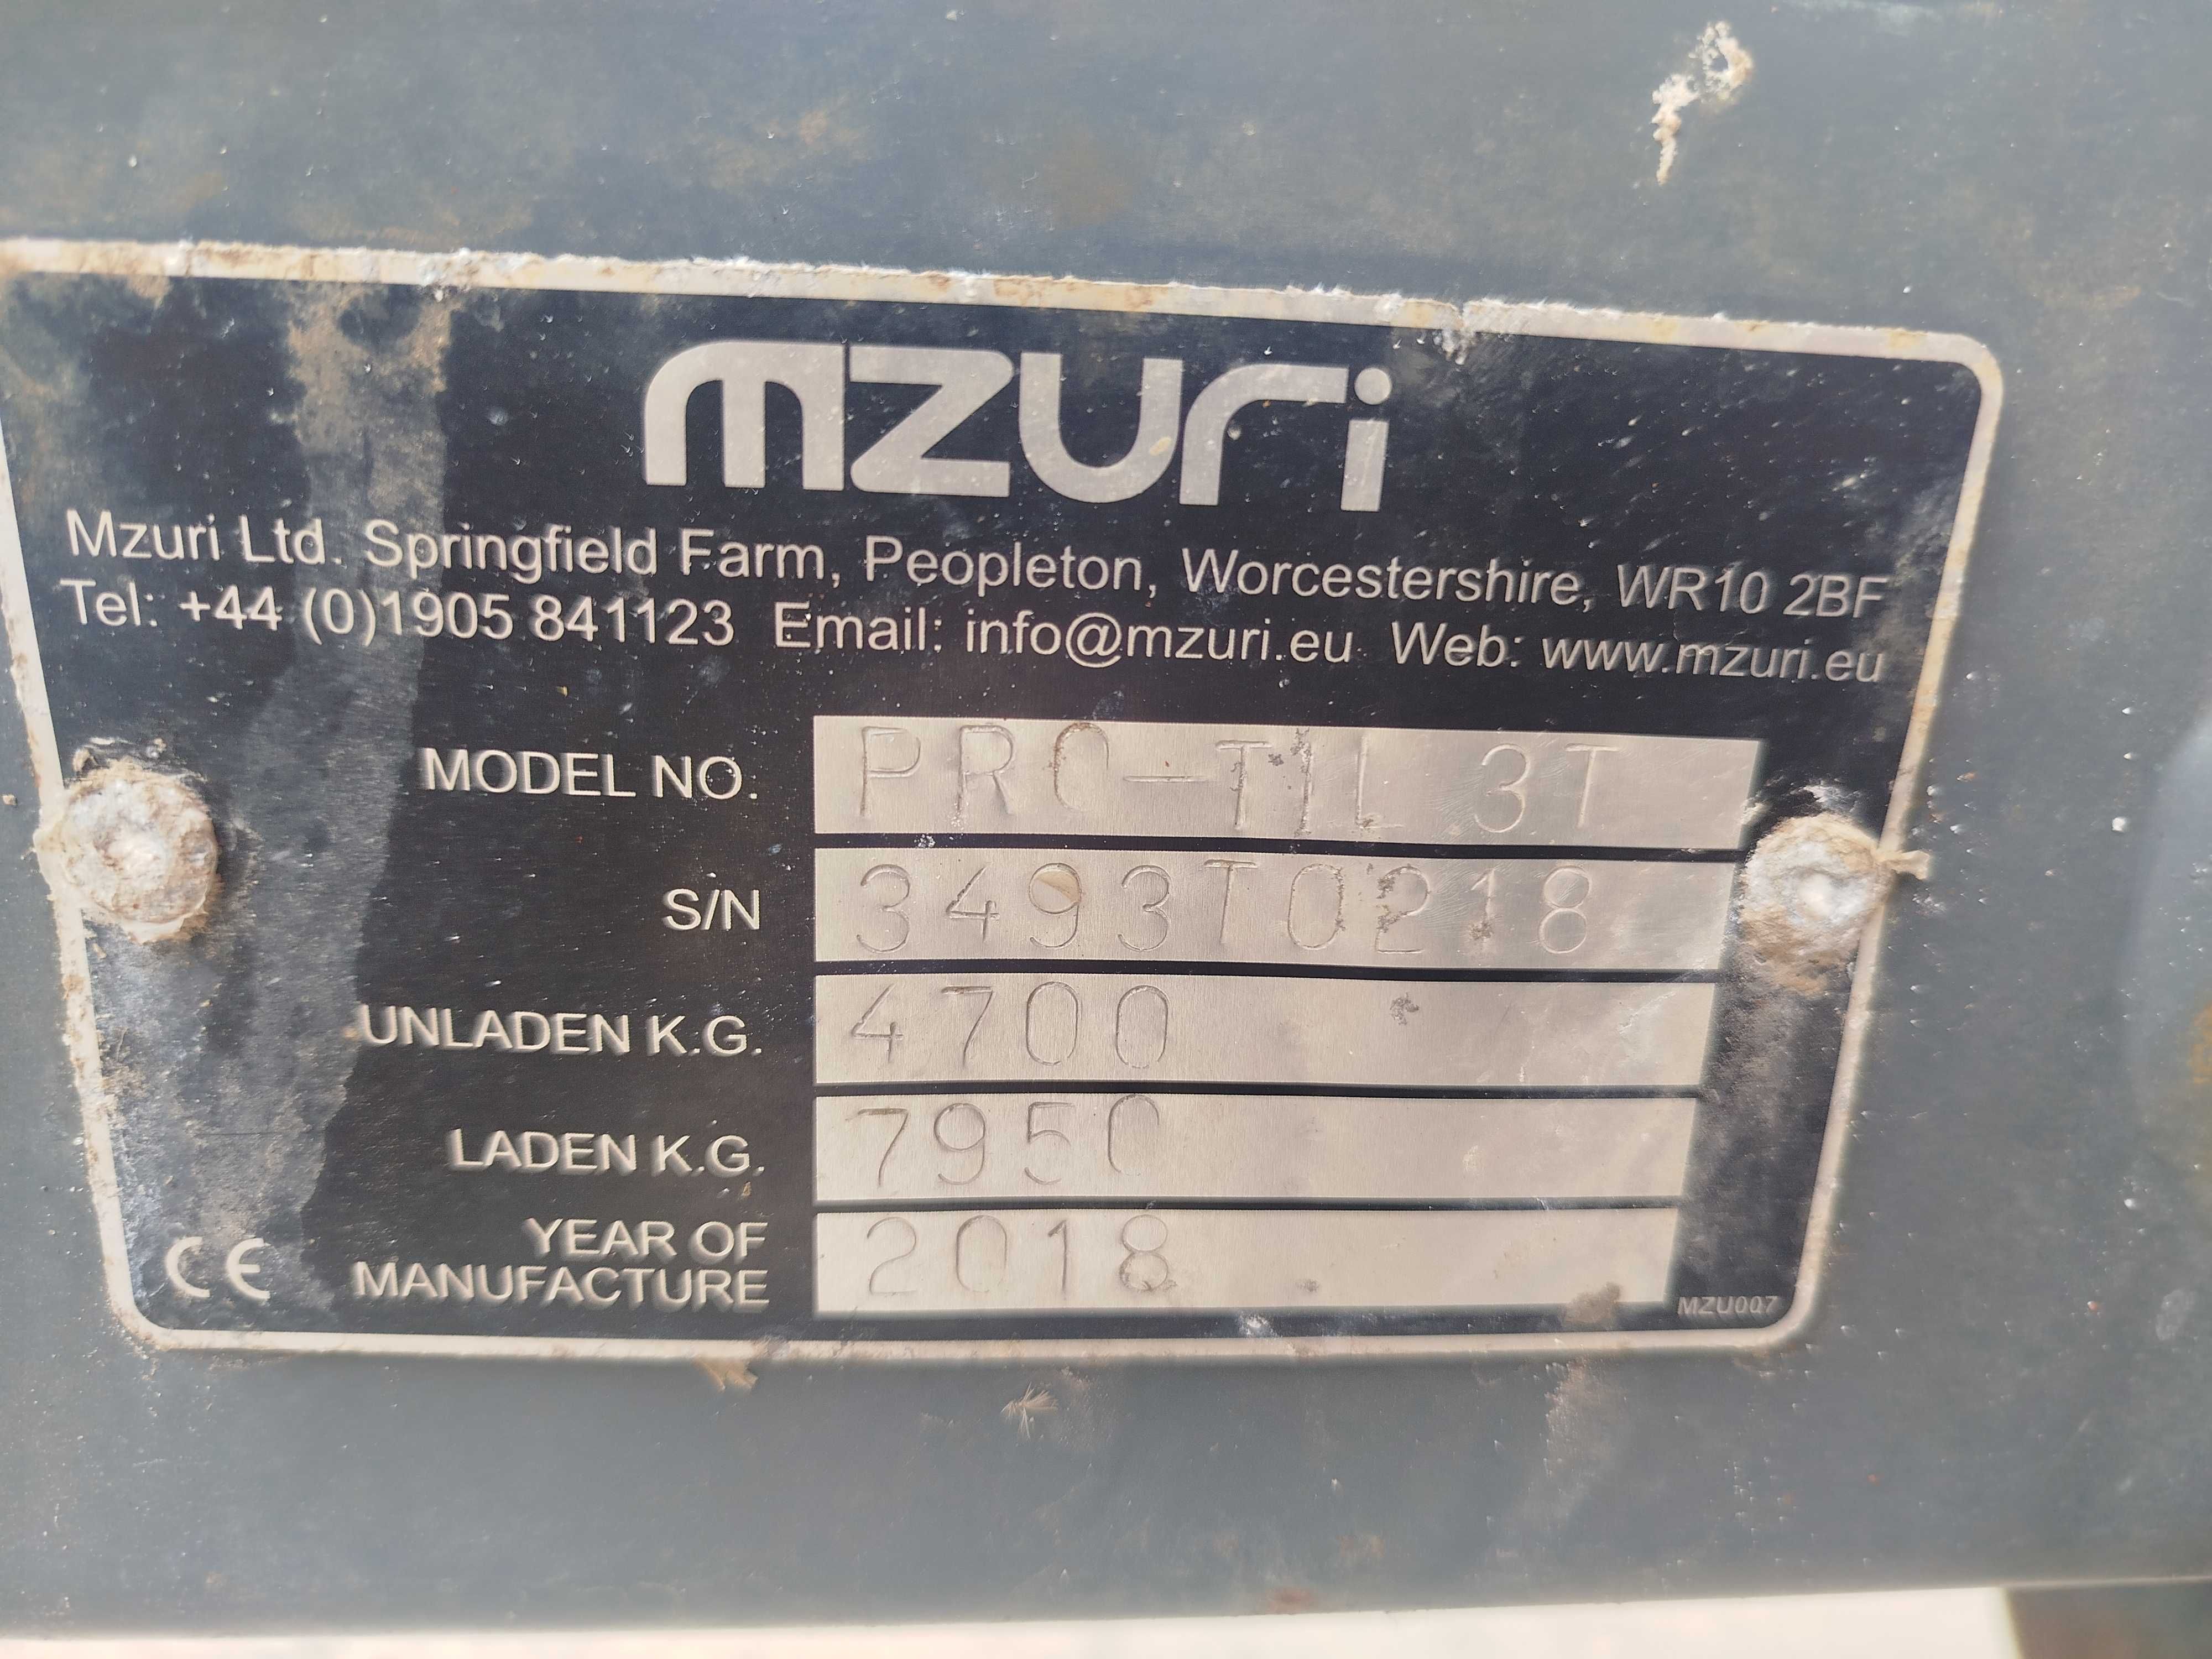 mzuri
Mzuri Ltd. Springfield Farm, Peopleton, Worcestershire, WR10 2BF
Tel: +44 (0)1905 841123 Email: info@mzuri.eu Web: www.mzuri.eu
MODEL NO. PRO-TIL 3T
S/N 3493T0218
UNLADEN K.G. 4700
LADEN K.G. 7950
YEAR OF
MANUFACTURE 2018
CE
MZU007